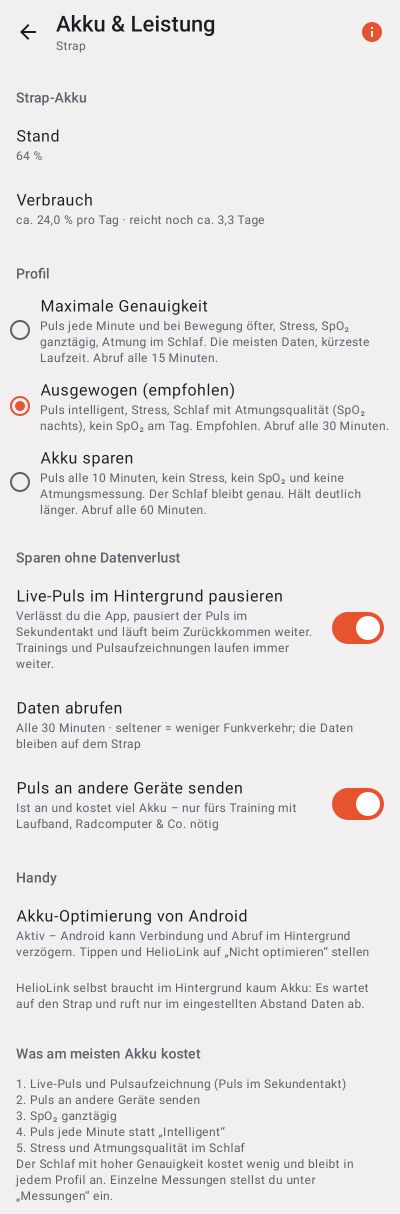 Akku & Leistung
Strap
Strap-Akku
Stand
64 %
Verbrauch
ca. 24,0 % pro Tag · reicht noch ca. 3,3 Tage
Profil
Maximale Genauigkeit
Puls jede Minute und bei Bewegung öfter, Stress, SpO₂
ganztägig, Atmung im Schlaf. Die meisten Daten, kürzeste
Laufzeit. Abruf alle 15 Minuten.
Ausgewogen (empfohlen)
Puls intelligent, Stress, Schlaf mit Atmungsqualität (SpO₂
nachts), kein SpO₂ am Tag. Empfohlen. Abruf alle 30 Minuten.
Akku sparen
Puls alle 10 Minuten, kein Stress, kein SpO₂ und keine
Atmungsmessung. Der Schlaf bleibt genau. Hält deutlich
länger. Abruf alle 60 Minuten.
Sparen ohne Datenverlust
Live-Puls im Hintergrund pausieren
Verlässt du die App, pausiert der Puls im
Sekundentakt und läuft beim Zurückkommen weiter.
Trainings und Pulsaufzeichnungen laufen immer
weiter.
Daten abrufen
Alle 30 Minuten · seltener = weniger Funkverkehr; die Daten
bleiben auf dem Strap
Puls an andere Geräte senden
Ist an und kostet viel Akku – nur fürs Training mit
Laufband, Radcomputer & Co. nötig
Handy
Akku-Optimierung von Android
Aktiv – Android kann Verbindung und Abruf im Hintergrund
verzögern. Tippen und HelioLink auf „Nicht optimieren“ stellen
HelioLink selbst braucht im Hintergrund kaum Akku: Es wartet
auf den Strap und ruft nur im eingestellten Abstand Daten ab.
Was am meisten Akku kostet
1. Live-Puls und Pulsaufzeichnung (Puls im Sekundentakt)
2. Puls an andere Geräte senden
3. SpO₂ ganztägig
4. Puls jede Minute statt „Intelligent“
5. Stress und Atmungsqualität im Schlaf
Der Schlaf mit hoher Genauigkeit kostet wenig und bleibt in
jedem Profil an. Einzelne Messungen stellst du unter
„Messungen“ ein.